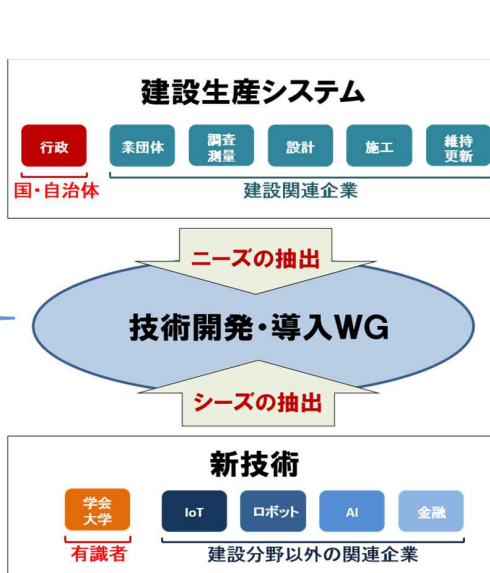 建設生産システム
行政
業団体
調査
測量
設計
施工
維持
更新
国・自治体
建設関連企業
ニーズの抽出
技術開発・導入WG
シーズの抽出
新技術
学会
大学
IoT
ロボット
AI
金融
有識者
建設分野以外の関連企業